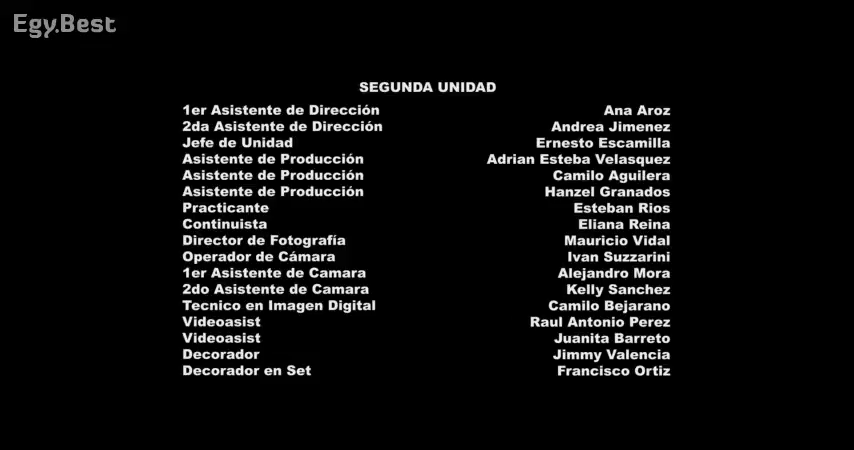 Egy.Best
SEGUNDA UNIDAD
1er Asistente de Dirección Ana Aroz
2da Asistente de Dirección Andrea Jimenez
Jefe de Unidad Ernesto Escamilla
Asistente de Producción Adrian Esteba Velasquez
Asistente de Producción Camilo Aguilera
Asistente de Producción Hanzel Granados
Practicante Esteban Rios
Continuista Eliana Reina
Director de Fotografía Mauricio Vidal
Operador de Cámara Ivan Suzzarini
1er Asistente de Camara Alejandro Mora
2do Asistente de Camara Kelly Sanchez
Tecnico en Imagen Digital Camilo Bejarano
Videoasist Raul Antonio Perez
Videoasist Juanita Barreto
Decorador Jimmy Valencia
Decorador en Set Francisco Ortiz